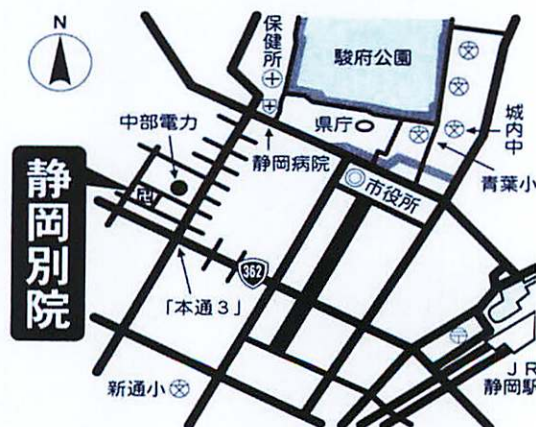 N
保健所
駿府公園
中部電力
静岡病院
県庁
城内中
青葉小
市役所
静岡別院
362
「本通3」
新通小
JR
静岡駅